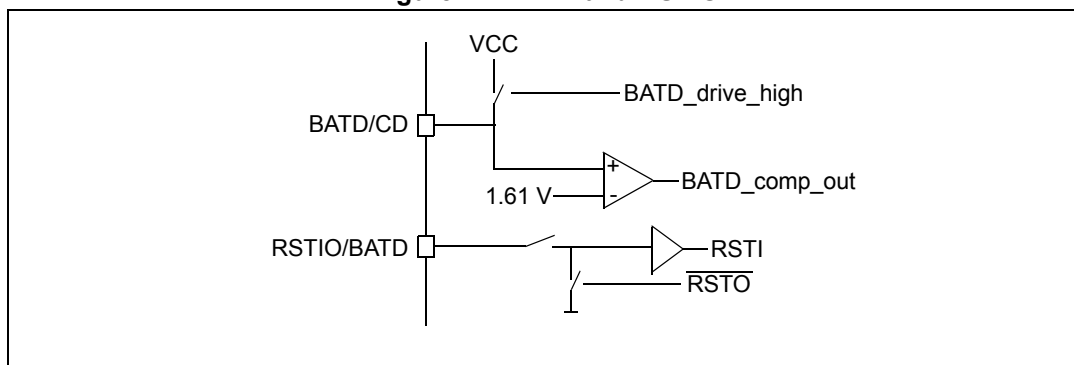 VCC
BATD_drive_high
BATD/CD
+
BATD_comp_out
1.61 V
-
RSTIO/BATD
RSTI
RSTO